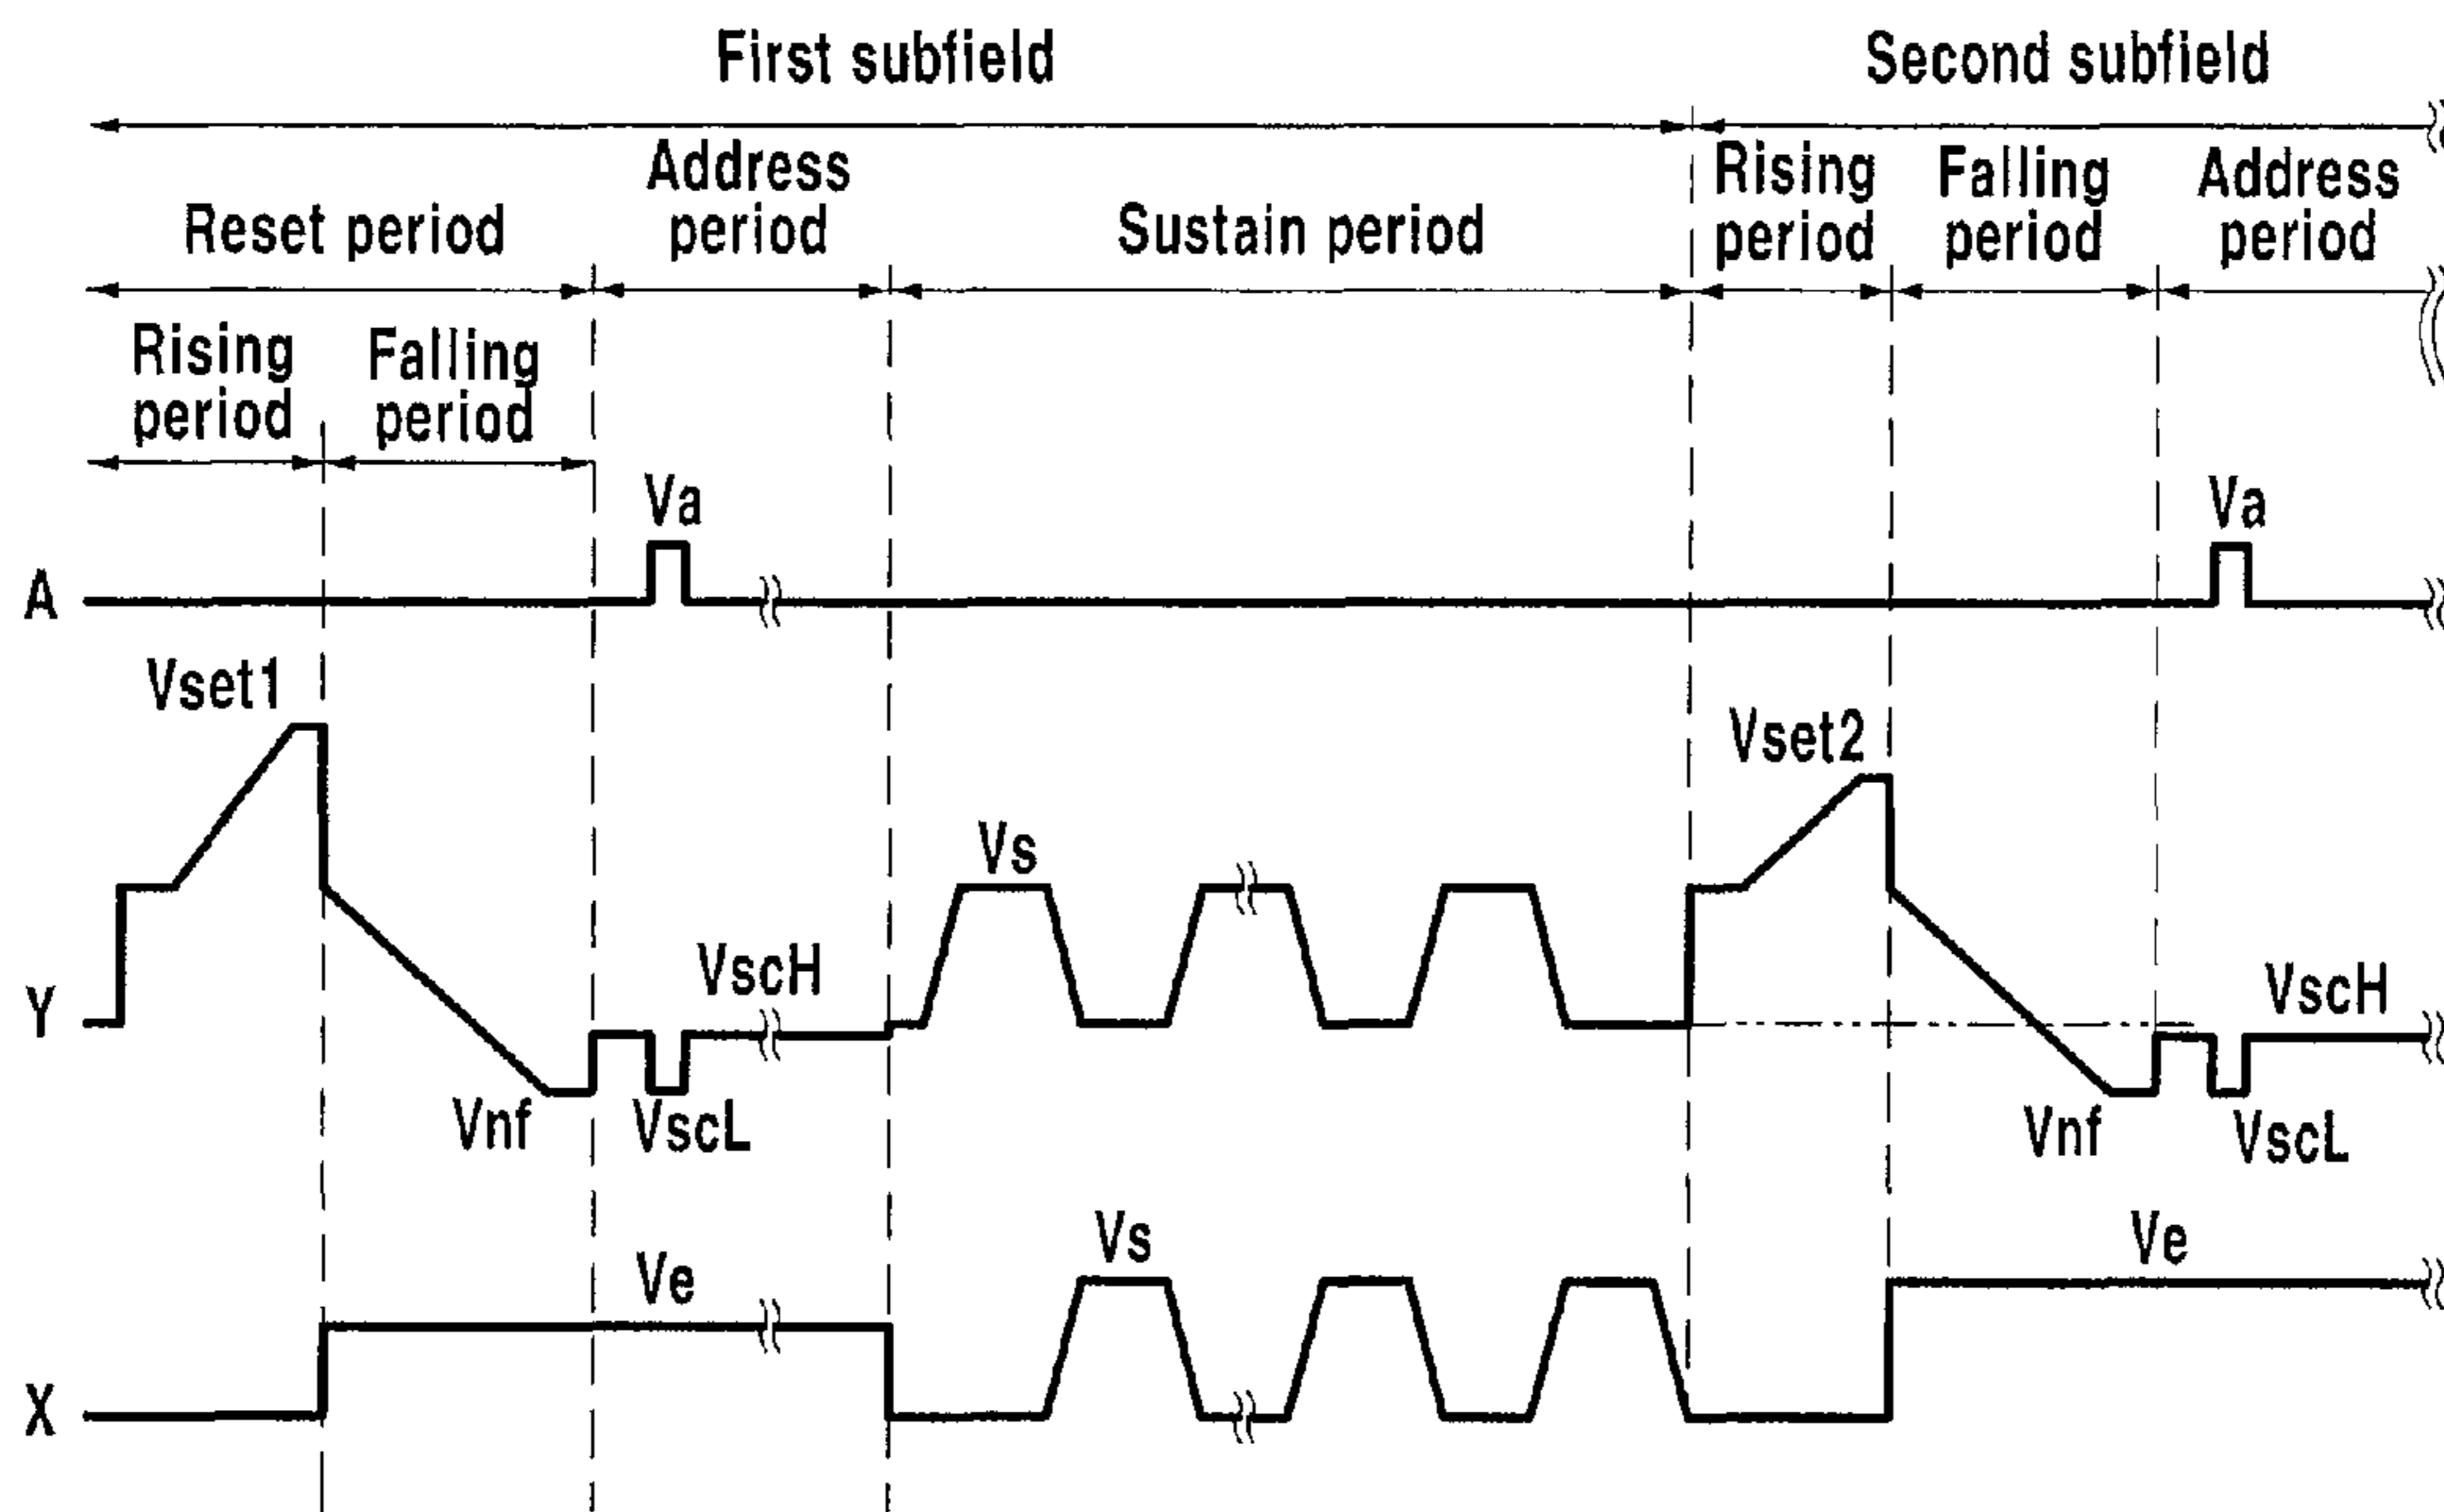 First subfield
Second subfield
Reset period
Address
period
Sustain period
Rising
period
Falling
period
Address
period
Rising
period
Falling
period
Va
Va
A
Vset1
Vset2
Vs
VscH
VscH
Y
Vnf
VscL
Vnf
VscL
Ve
Vs
Ve
X